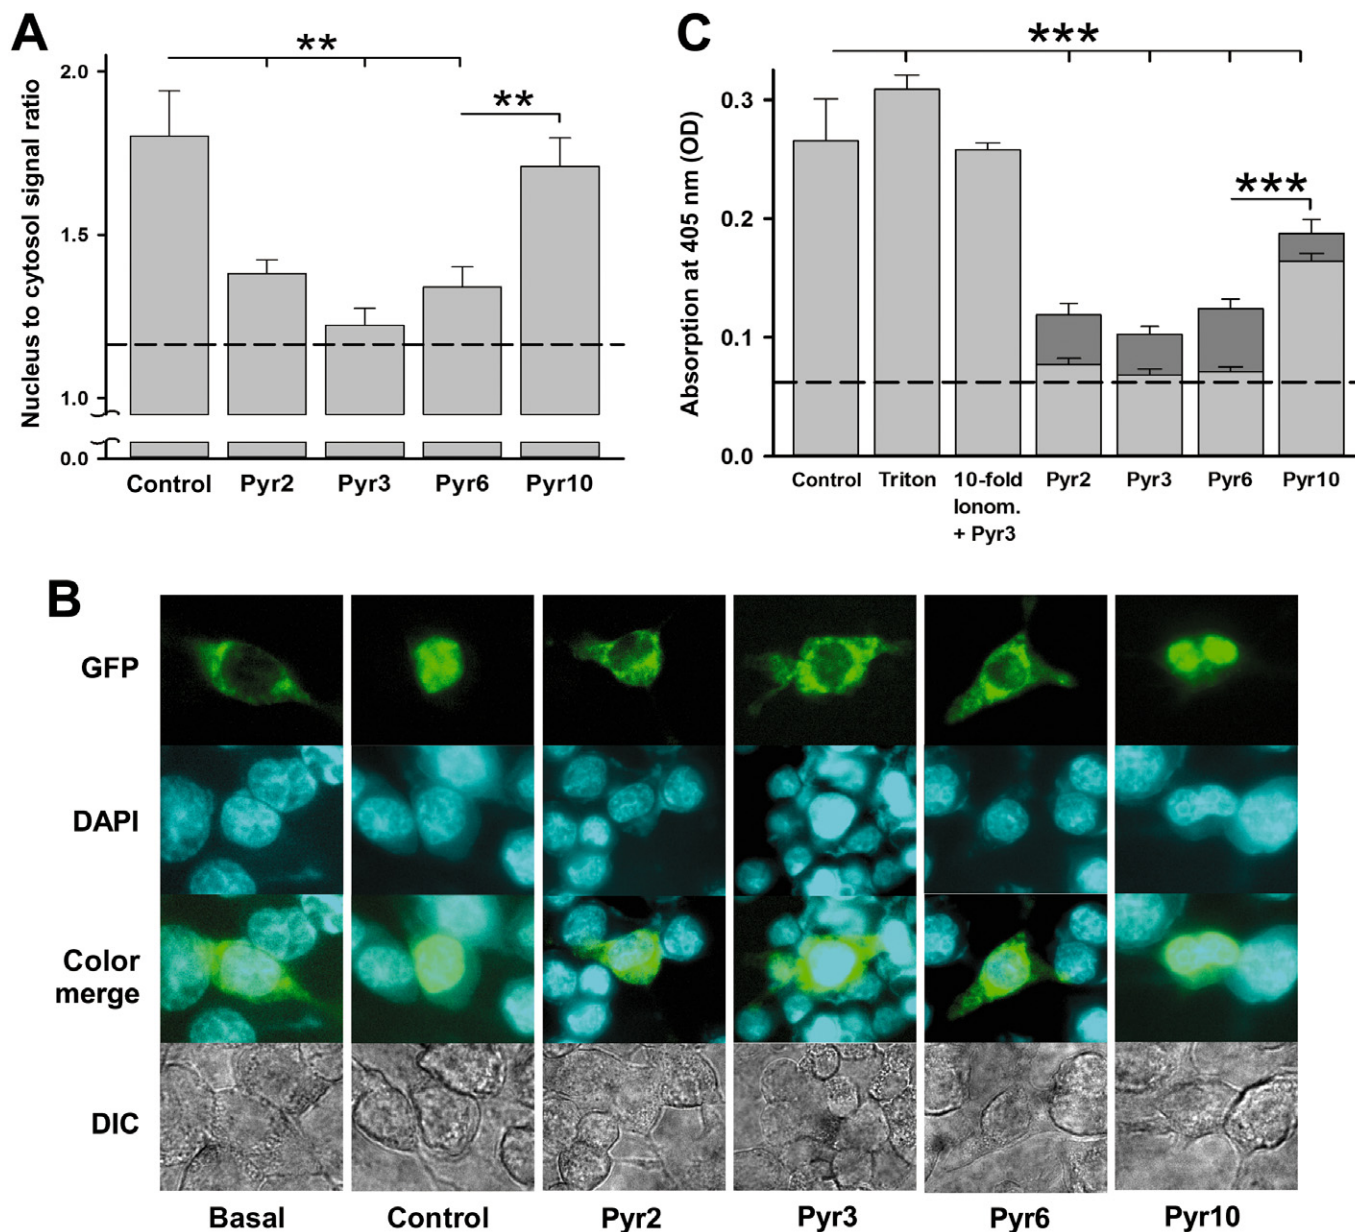 A
Nucleus to cytosol signal ratio
2.0
1.5
1.0
0.0
**
**
Control Pyr2 Pyr3 Pyr6 Pyr10
C
Absorption at 405 nm (OD)
0.3
0.2
0.1
0.0
***
***
Control Triton 10-fold Ionom. + Pyr3 Pyr2 Pyr3 Pyr6 Pyr10
B
GFP
DAPI
Color
merge
DIC
Basal Control Pyr2 Pyr3 Pyr6 Pyr10